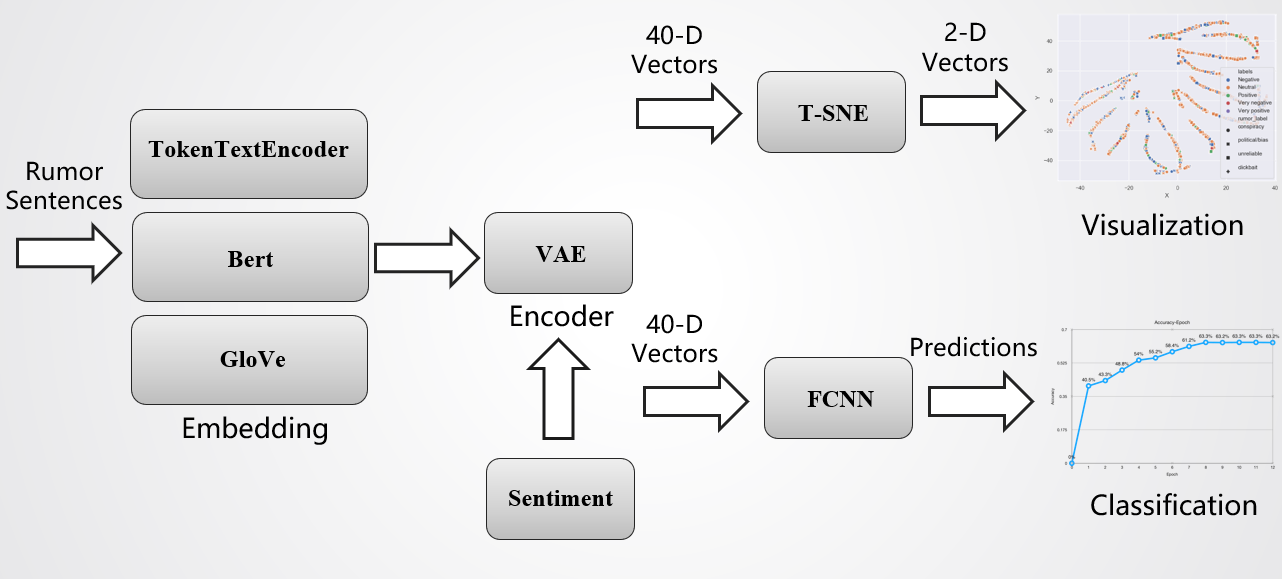 Rumor
Sentences
TokenTextEncoder
Bert
GloVe
Embedding
VAE
Encoder
Sentiment
40-D
Vectors
T-SNE
2-D
Vectors
40
20
0
-20
-40
Y
-40
-20
0
20
40
X
labels
Negative
Neutral
Positive
Very negative
Very positive
rumor_label
conspiracy
political/bias
unreliable
clickbait
Visualization
40-D
Vectors
FCNN
Predictions
Accuracy-Epoch
0.7
0.525
0.35
0.175
0
Accuracy
0%
40.5%
43.3%
48.8%
54%
55.2%
58.4%
61.2%
63.3%
63.2%
63.3%
63.3%
63.2%
1
2
3
4
5
6
7
8
9
10
11
12
Epoch
Classification